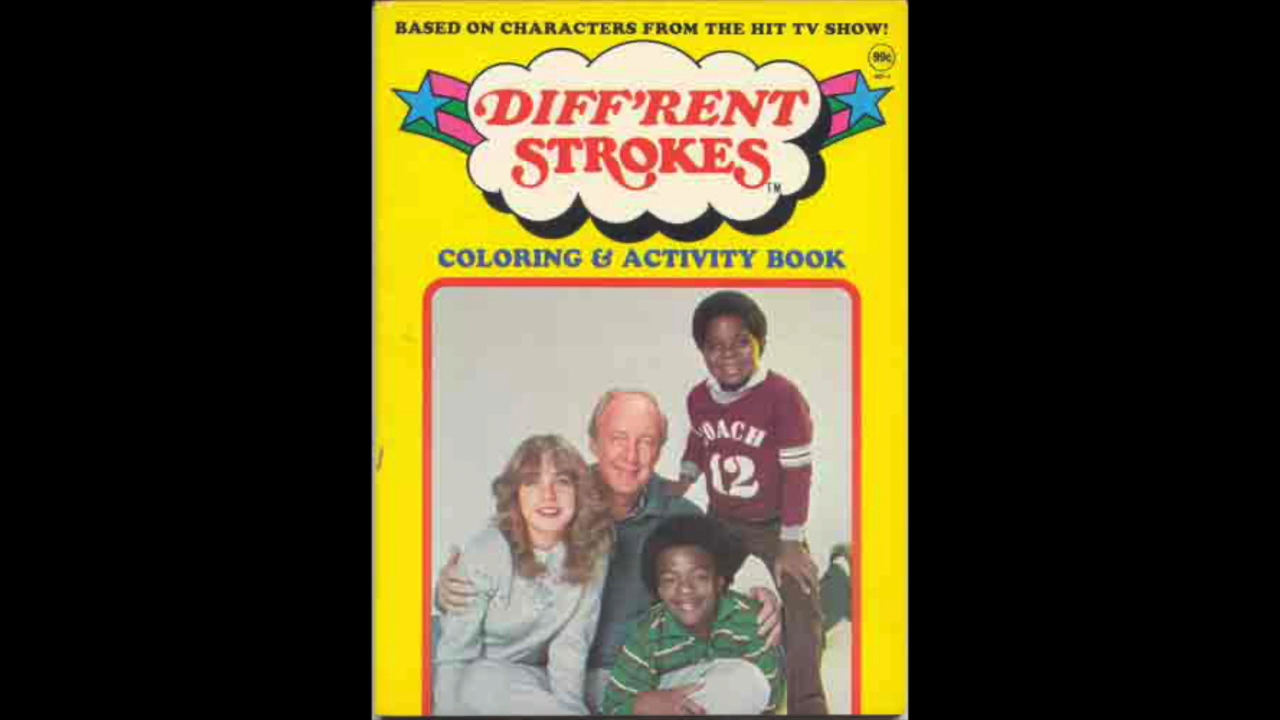 BASED ON CHARACTERS FROM THE HIT TV SHOW!
99¢
DIFF'RENT
STROKES
TM
COLORING & ACTIVITY BOOK
OACH
12